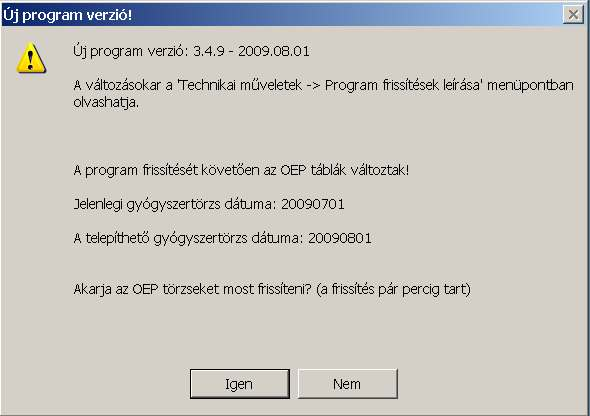 Új program verzió!
Új program verzió: 3.4.9 - 2009.08.01
A változásokar a 'Technikai műveletek -> Program frissítések leírása' menüpontban
olvashatja.
A program frissítését követően az OEP táblák változtak!
Jelenlegi gyógyszertörzs dátuma: 20090701
A telepíthető gyógyszertörzs dátuma: 20090801
Akarja az OEP törzseket most frissíteni? (a frissítés pár percig tart)
Igen
Nem